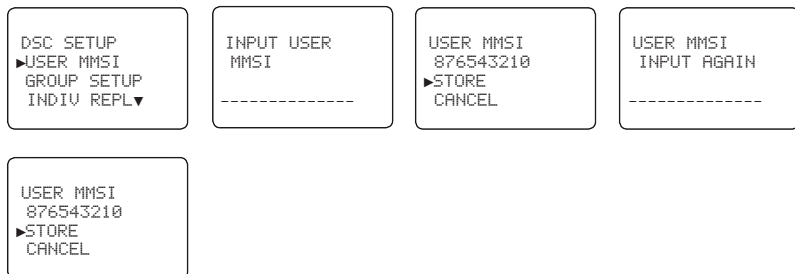 DSC SETUP
►USER MMSI
GROUP SETUP
INDIV REPL▼
INPUT USER
MMSI
--------------
USER MMSI
876543210
►STORE
CANCEL
USER MMSI
INPUT AGAIN
--------------
USER MMSI
876543210
►STORE
CANCEL